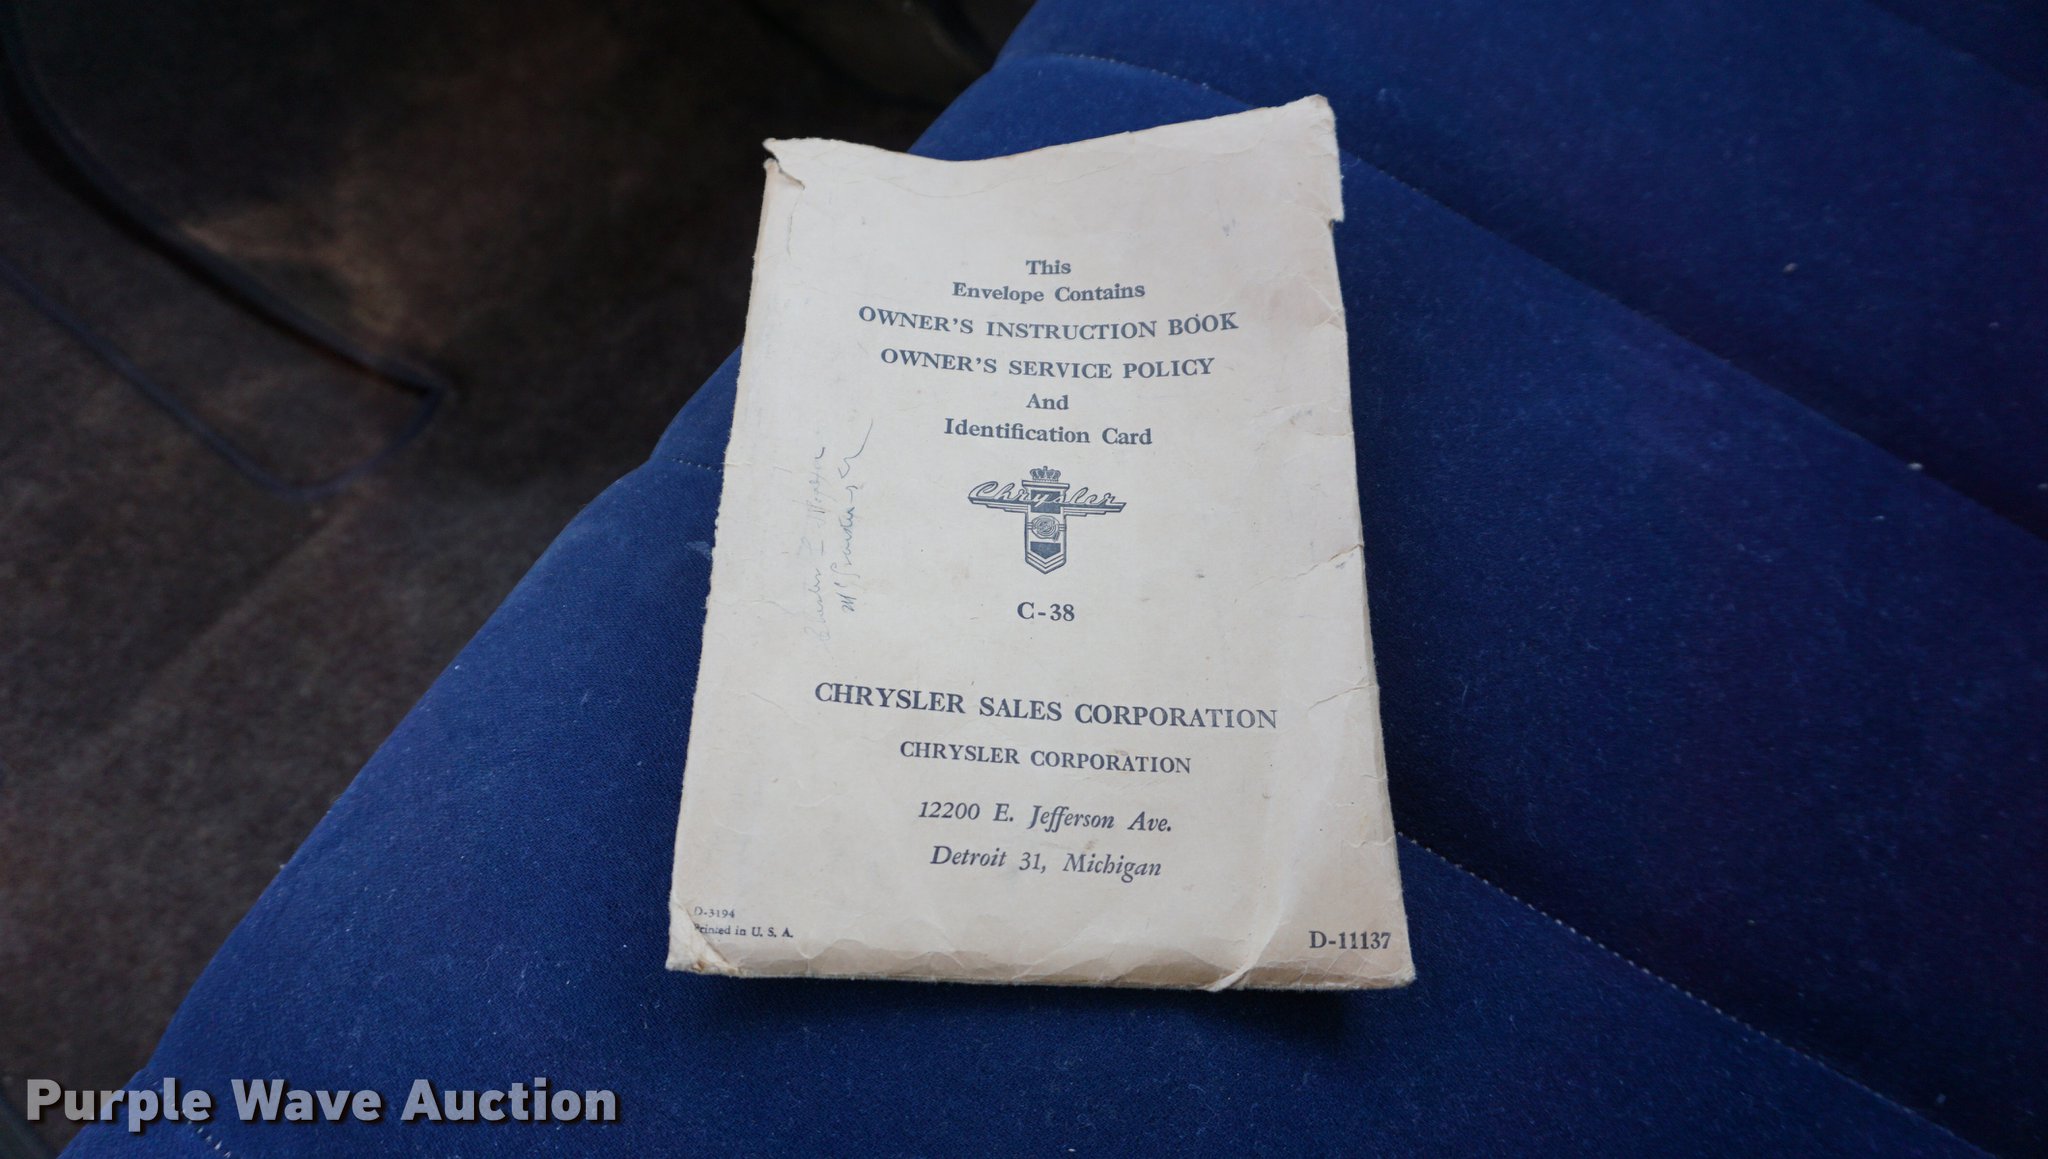 This
Envelope Contains
OWNER'S INSTRUCTION BOOK
OWNER'S SERVICE POLICY
And
Identification Card
Chrysler
C-38
CHRYSLER SALES CORPORATION
CHRYSLER CORPORATION
12200 E. Jefferson Ave.
Detroit 31, Michigan
D-3194
Printed in U. S. A.
D-11137
Purple Wave Auction